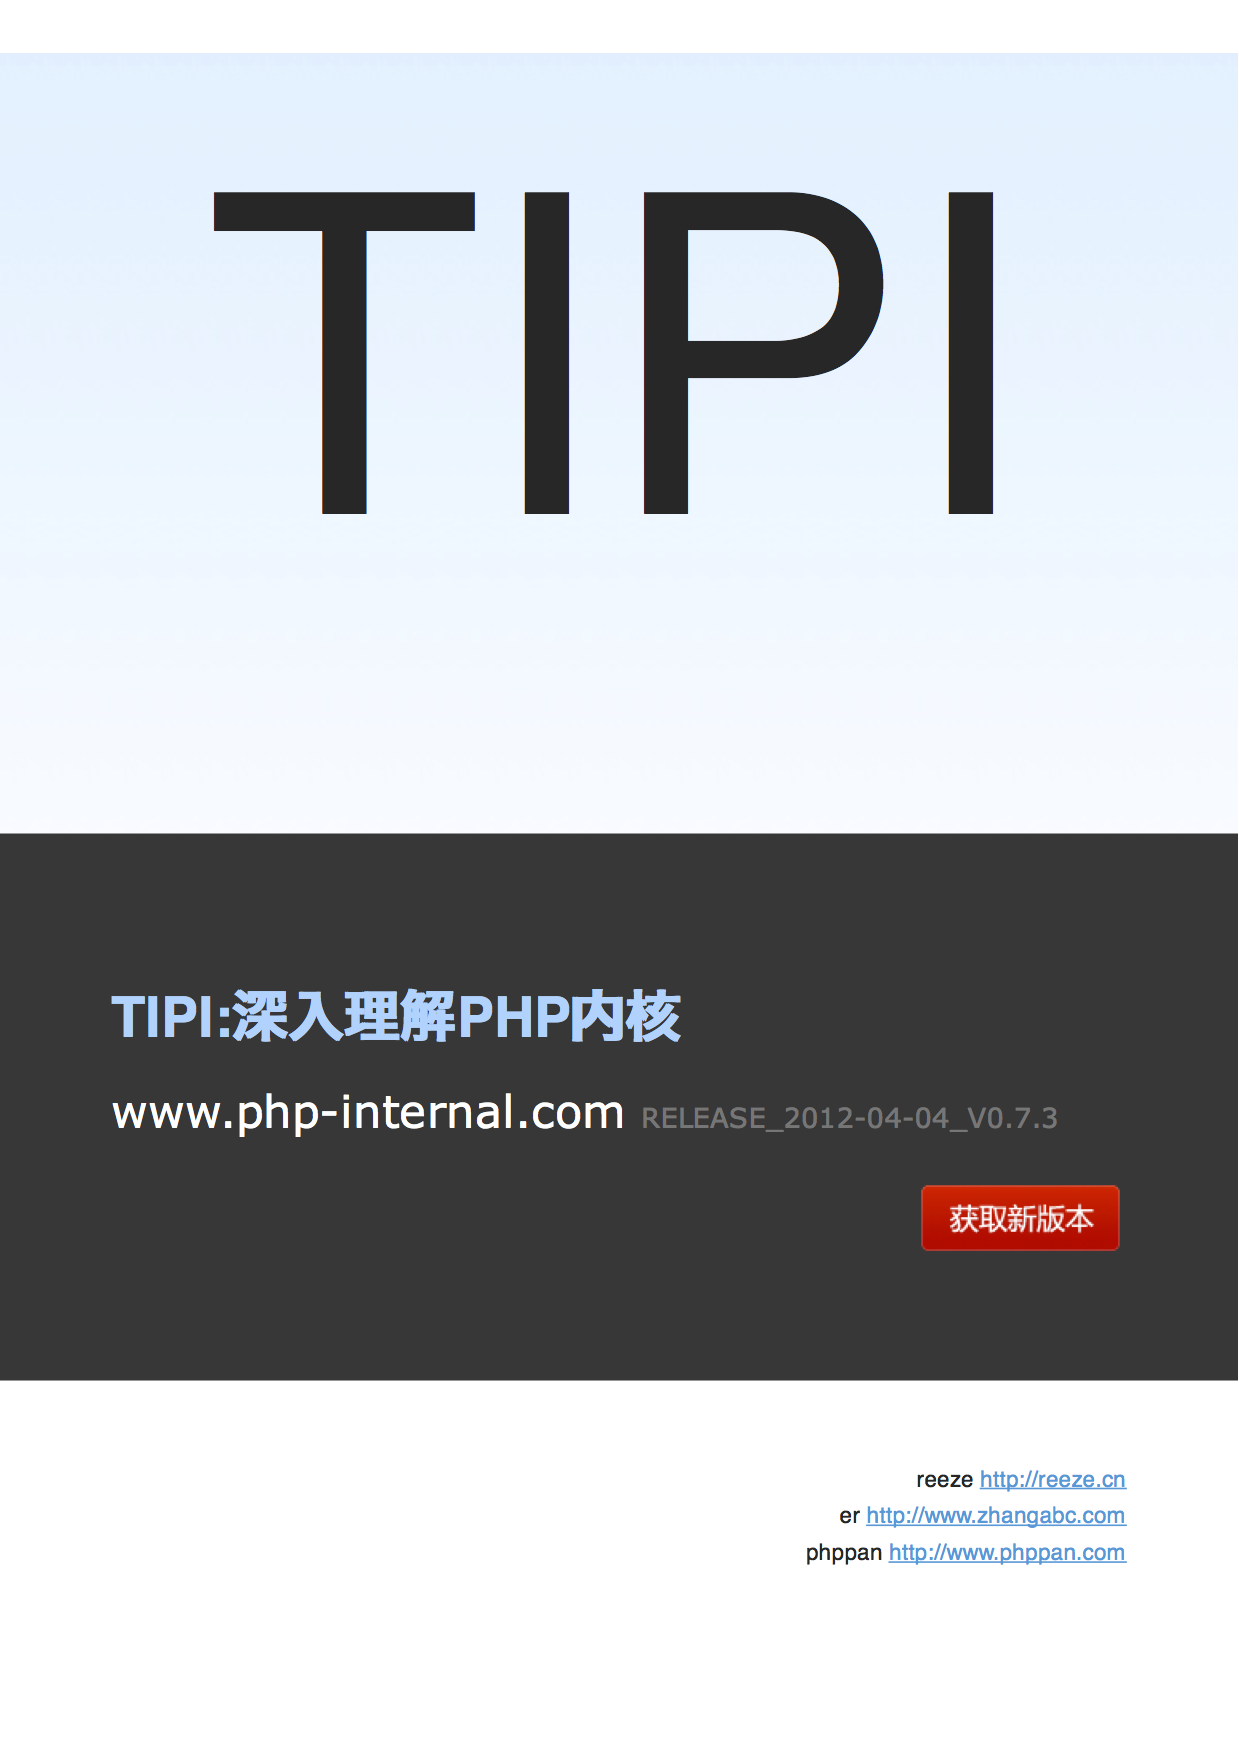 TIPI
TIPI:深入理解PHP内核
www.php-internal.com RELEASE_2012-04-04_V0.7.3
获取新版本
reeze http://reeze.cn
er http://www.zhangabc.com
phppan http://www.phppan.com